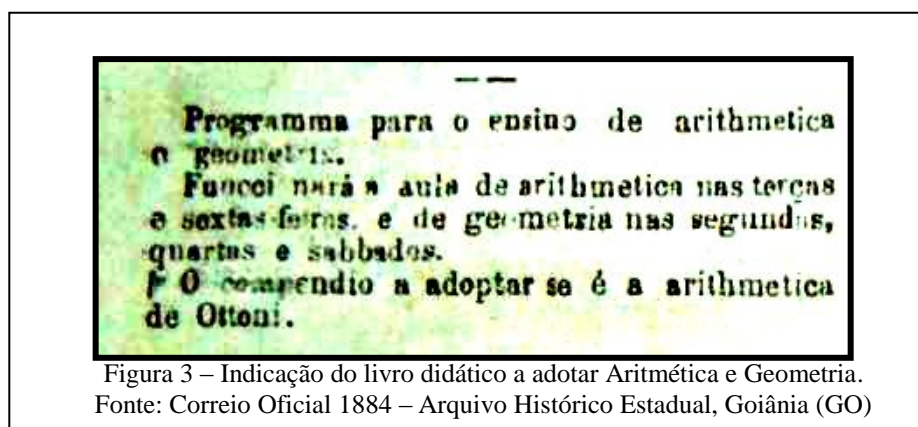 Programma para o ensino de arithmetica
e geometria.
Funcci nará a aula de arithmetica nas terças
e sextas-feiras. e de geometria nas segundas,
quartas e sabbados.
O compendio a adoptar se é a arithmetica
de Ottoni.
Figura 3 – Indicação do livro didático a adotar Aritmética e Geometria.
Fonte: Correio Oficial 1884 – Arquivo Histórico Estadual, Goiânia (GO)